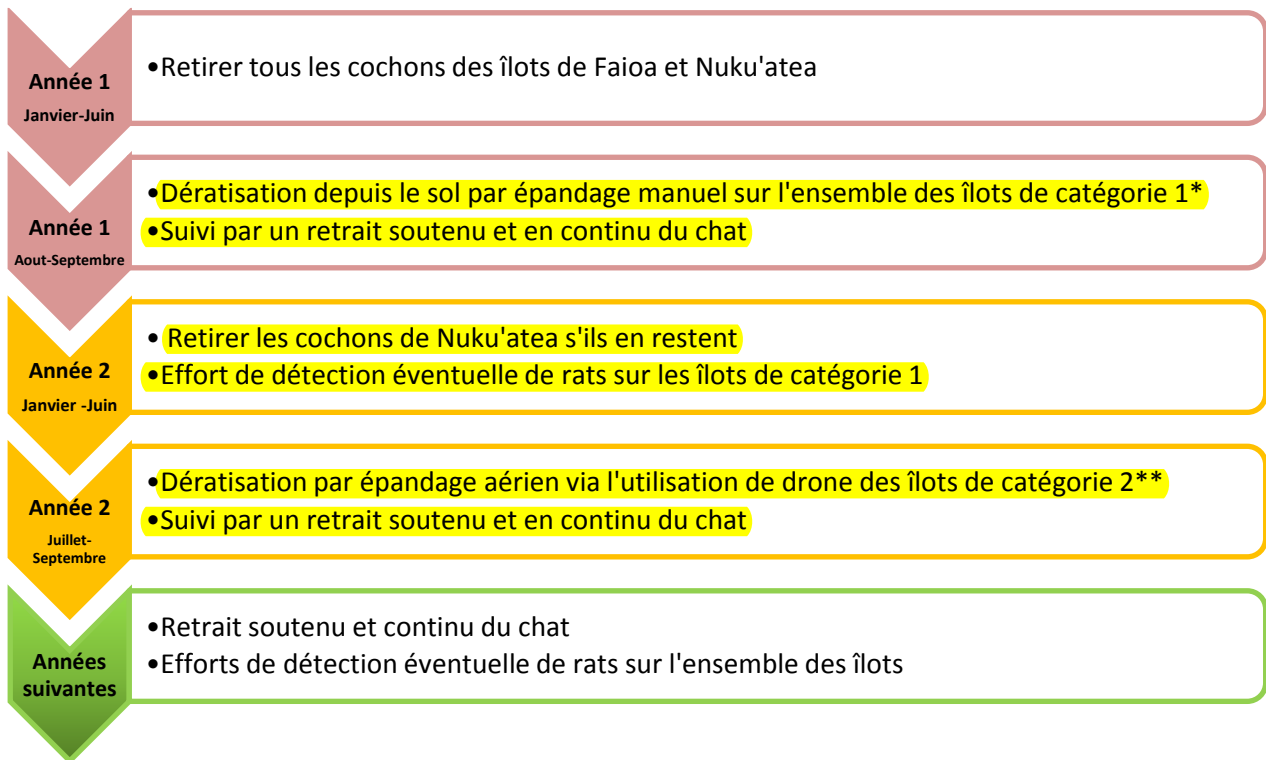 Année 1
Janvier-Juin
•Retirer tous les cochons des îlots de Faioa et Nuku'atea
Année 1
Aout-Septembre
•Dératisation depuis le sol par épandage manuel sur l'ensemble des îlots de catégorie 1*
•Suivi par un retrait soutenu et en continu du chat
Année 2
Janvier -Juin
• Retirer les cochons de Nuku'atea s'ils en restent
•Effort de détection éventuelle de rats sur les îlots de catégorie 1
Année 2
Juillet-
Septembre
•Dératisation par épandage aérien via l'utilisation de drone des îlots de catégorie 2**
•Suivi par un retrait soutenu et en continu du chat
Années
suivantes
•Retrait soutenu et continu du chat
•Efforts de détection éventuelle de rats sur l'ensemble des îlots